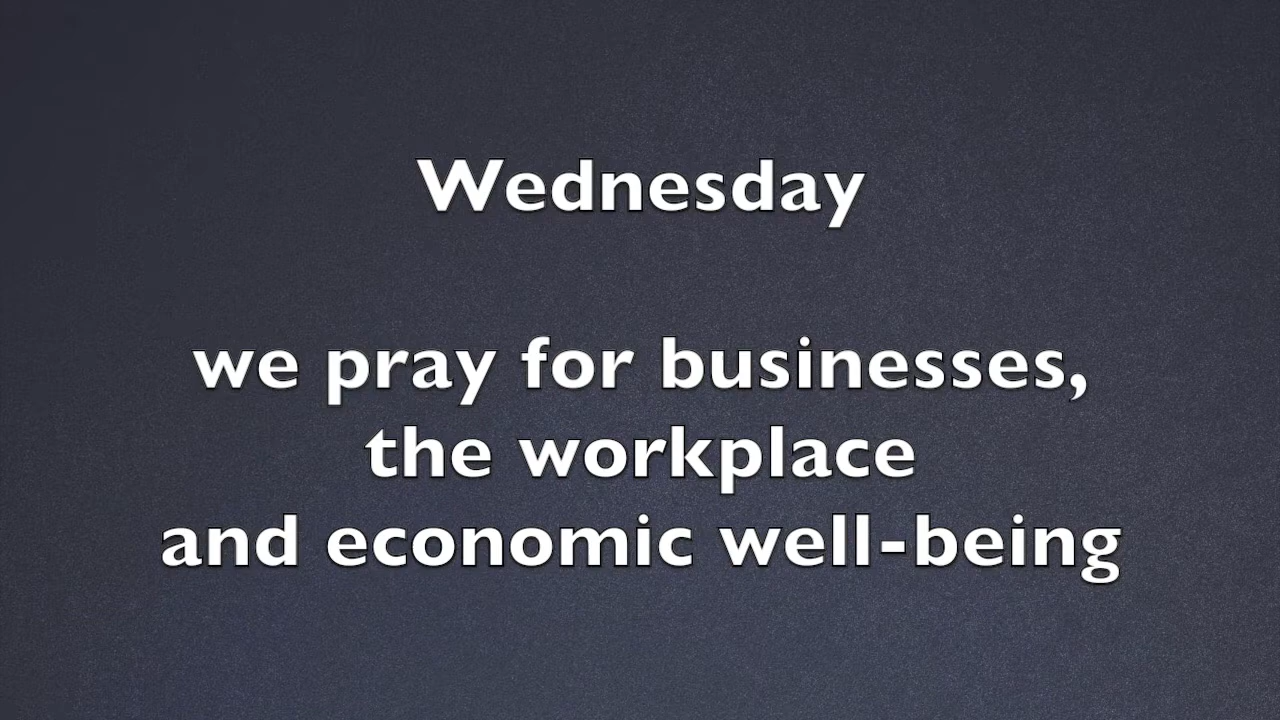 Wednesday
we pray for businesses,
the workplace
and economic well-being